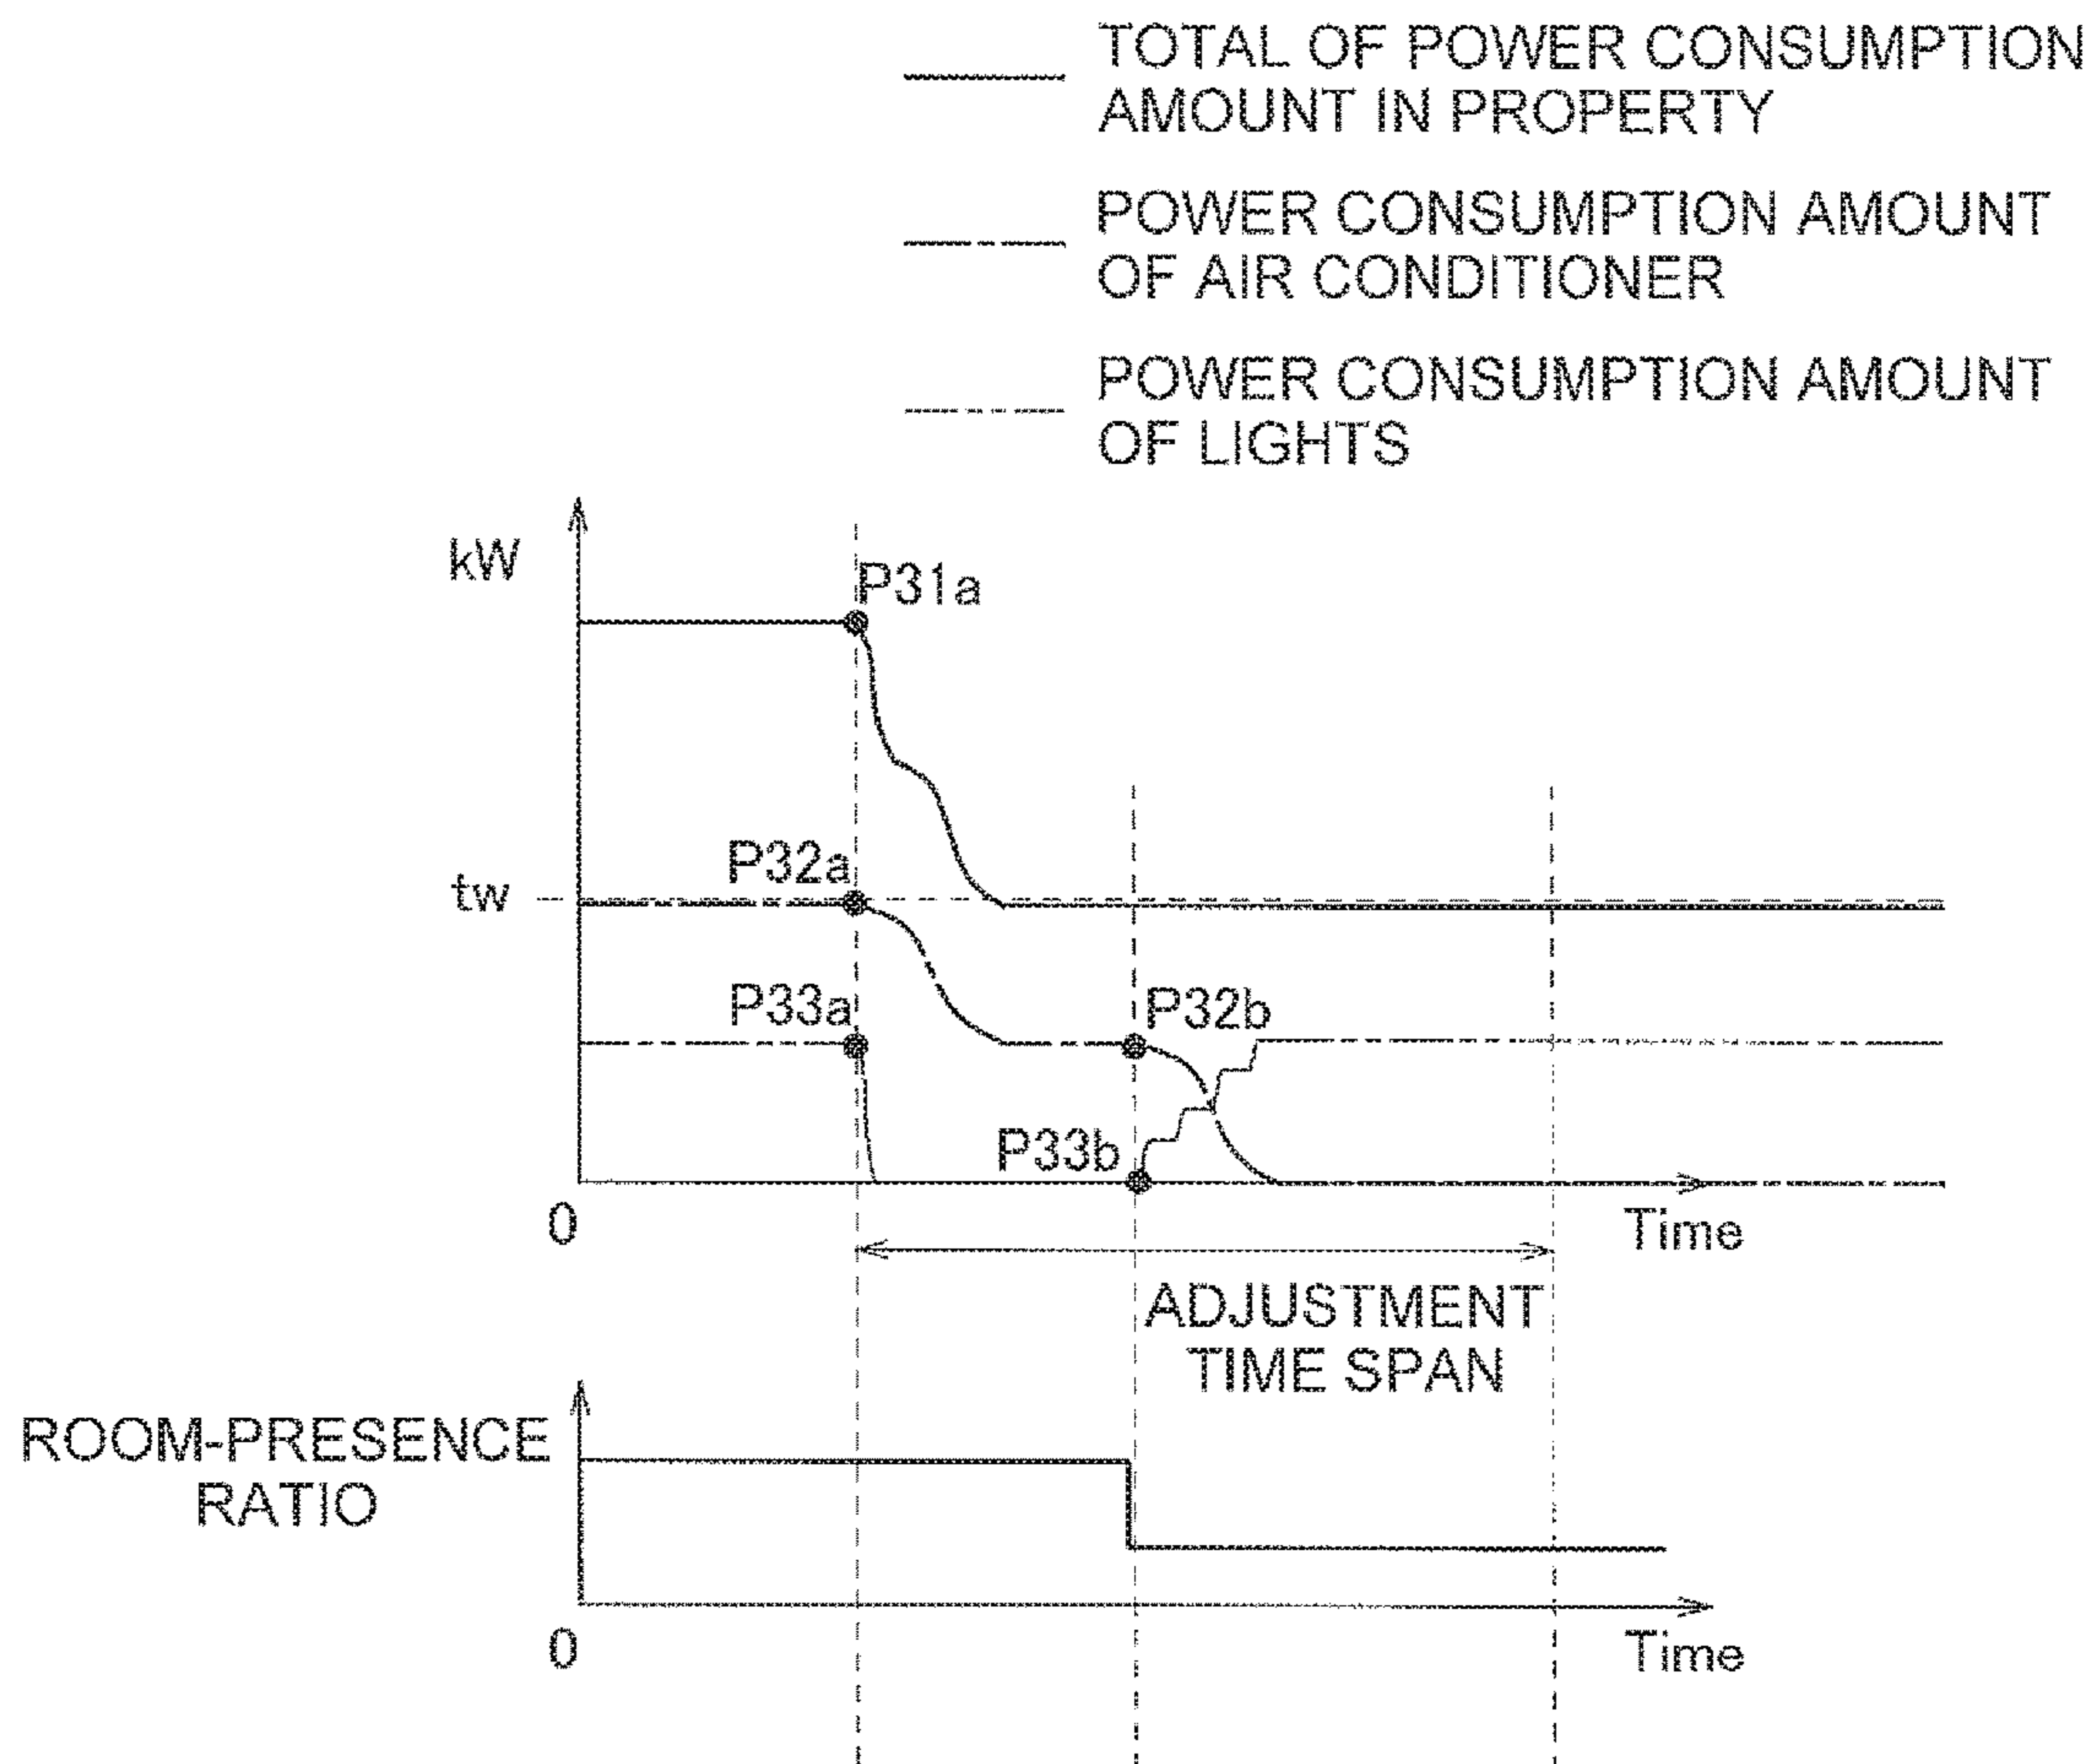 TOTAL OF POWER CONSUMPTION
AMOUNT IN PROPERTY
POWER CONSUMPTION AMOUNT
OF AIR CONDITIONER
POWER CONSUMPTION AMOUNT
OF LIGHTS
kW
P31a
P32a
tw
P33a
P32b
P33b
0
Time
ADJUSTMENT
TIME SPAN
ROOM-PRESENCE
RATIO
0
Time